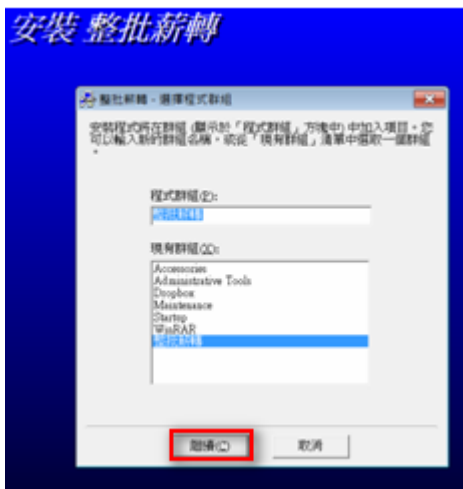 安裝 整批薪轉
整批薪轉 - 選擇程式群組
安裝程式將在群組 (顯示於「程式群組」方塊中) 中加入項目。您
可以輸入新的群組名稱，或從「現有群組」清單中選取一個群組
。
程式群組(P):
整批薪轉
現有群組(X):
Accessories
Administrative Tools
Dropbox
Maintenance
Startup
WinRAR
整批薪轉
繼續(C)
取消